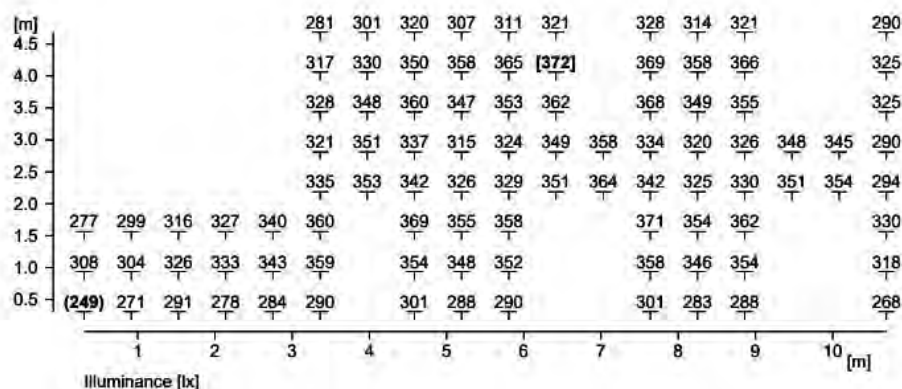 281 301 320 307 311 321 328 314 321 290
[m]
4.5
317 330 350 358 365 [372] 369 358 366 325
4.0
328 348 360 347 353 362 368 349 355 325
3.5
321 351 337 315 324 349 358 334 320 326 348 345 290
3.0
2.5
335 353 342 326 329 351 364 342 325 330 351 354 294
2.0
277 299 316 327 340 360 369 355 358 371 354 362 330
1.5
308 304 326 333 343 359 354 348 352 358 346 354 318
1.0
0.5 (249) 271 291 278 284 290 301 288 290 301 283 288 268
1 2 3 4 5 6 7 8 9 10 [m]
Illuminance [lx]